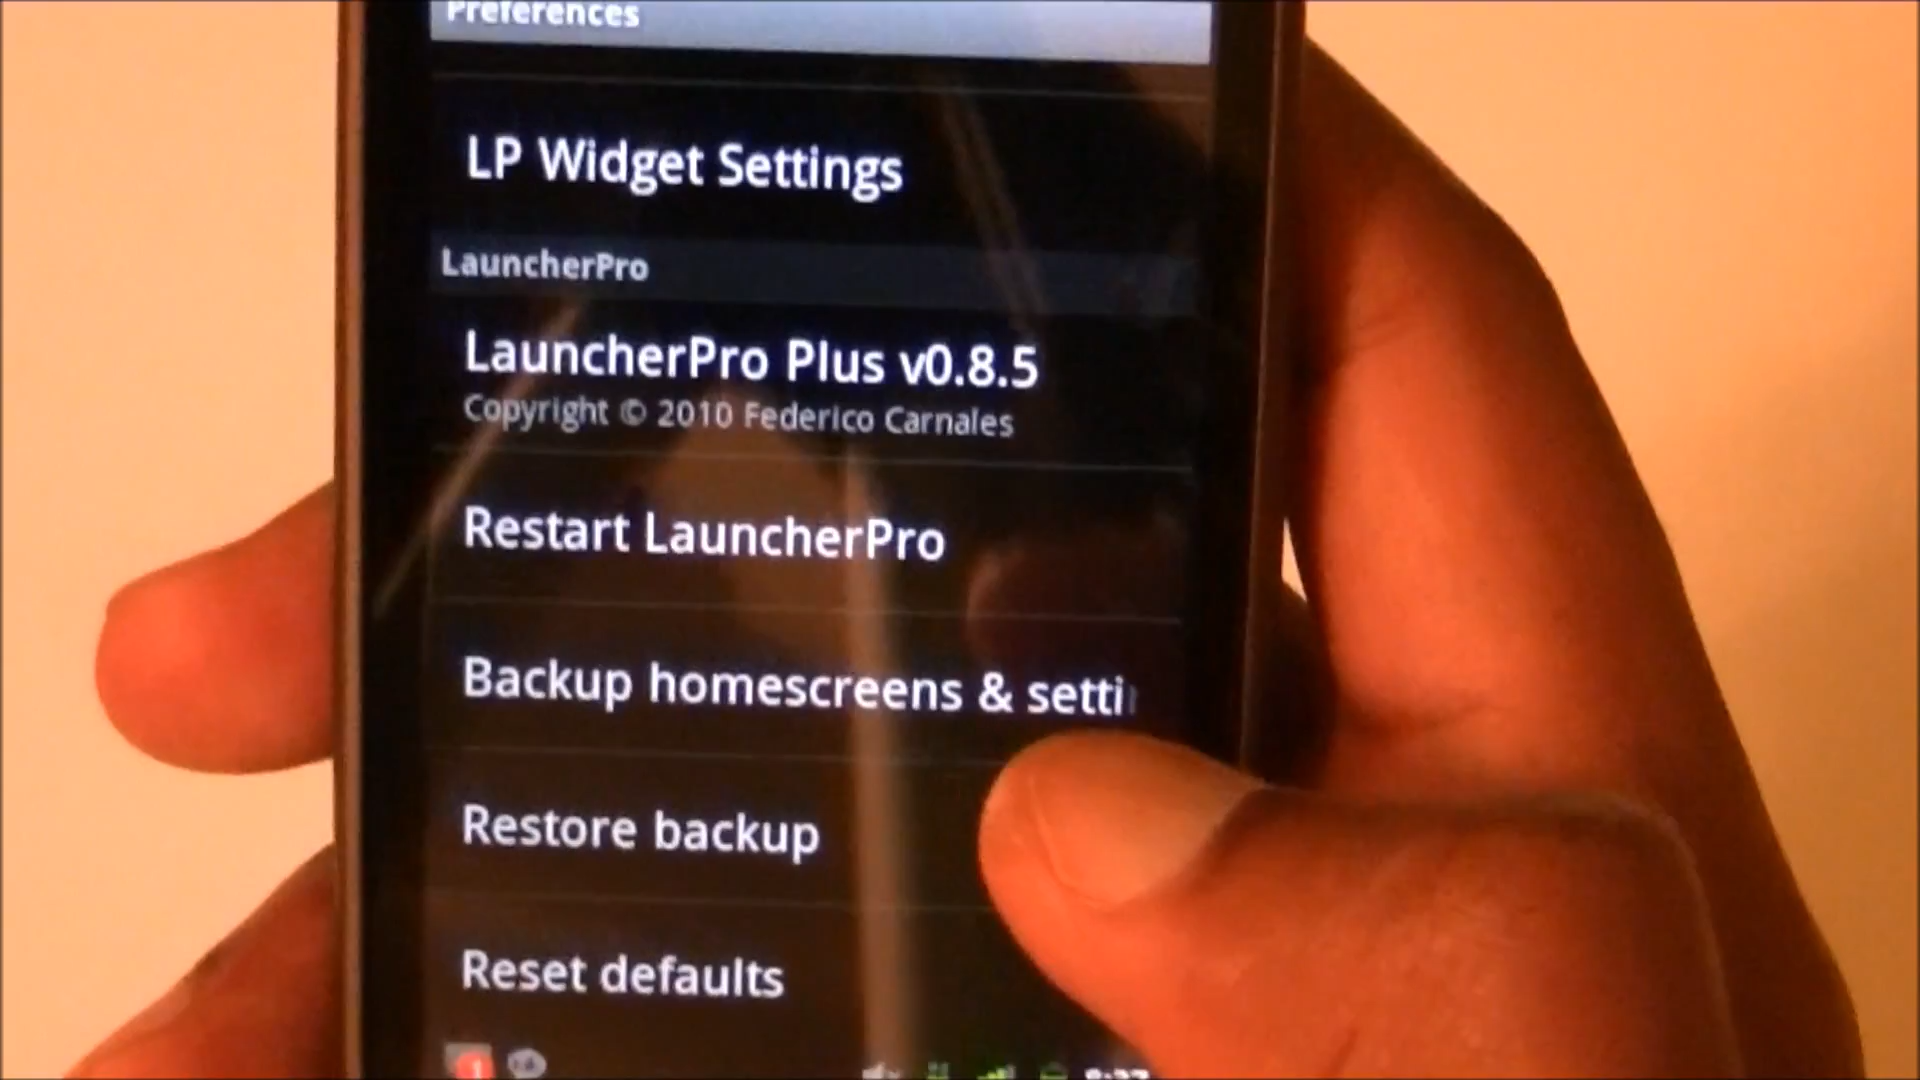 Preferences
LP Widget Settings
LauncherPro
LauncherPro Plus v0.8.5
Copyright © 2010 Federico Carnales
Restart LauncherPro
Backup homescreens & setti
Restore backup
Reset defaults